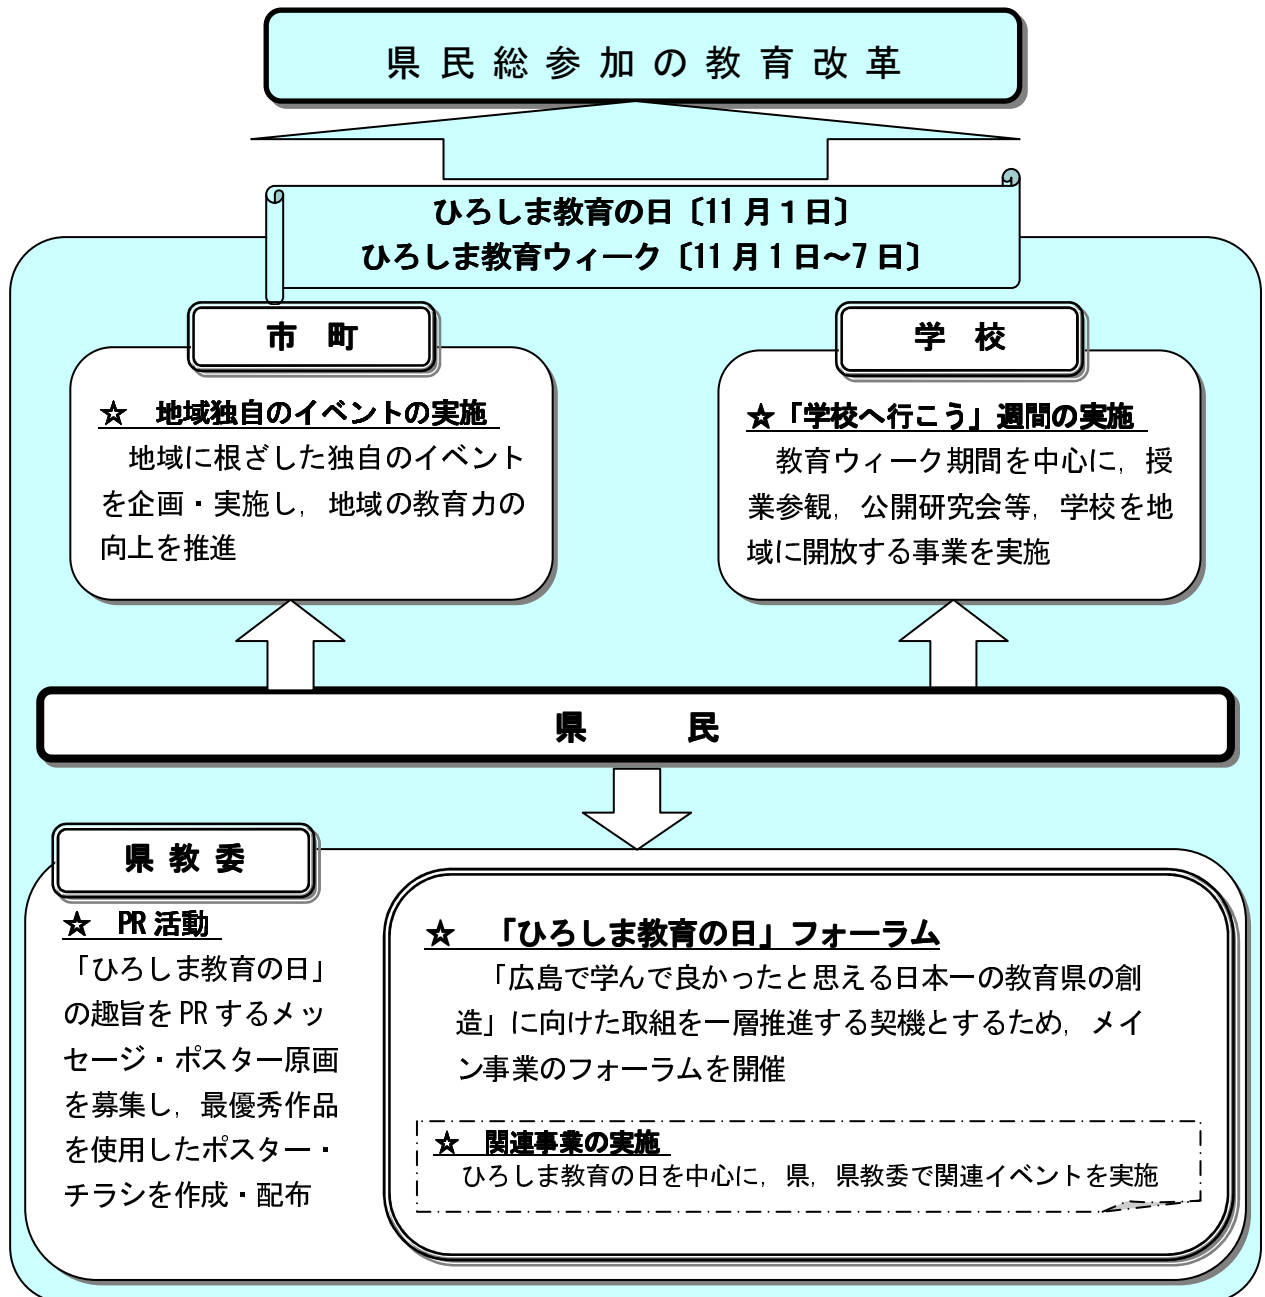 県民総参加の教育改革
ひろしま教育の日〔11月１日〕
ひろしま教育ウィーク〔11月1日～7日〕
市　町
☆　地域独自のイベントの実施
地域に根ざした独自のイベント
を企画・実施し，地域の教育力の
向上を推進
学　校
☆「学校へ行こう」週間の実施
教育ウィーク期間を中心に，授
業参観，公開研究会等，学校を地
域に開放する事業を実施
県　　　民
県教委
☆　PR活動
「ひろしま教育の日」
の趣旨をPRするメッ
セージ・ポスター原画
を募集し，最優秀作品
を使用したポスター・
チラシを作成・配布
☆　「ひろしま教育の日」フォーラム
「広島で学んで良かったと思える日本一の教育県の創
造」に向けた取組を一層推進する契機とするため，メイ
ン事業のフォーラムを開催
☆　関連事業の実施
ひろしま教育の日を中心に，県，県教委で関連イベントを実施